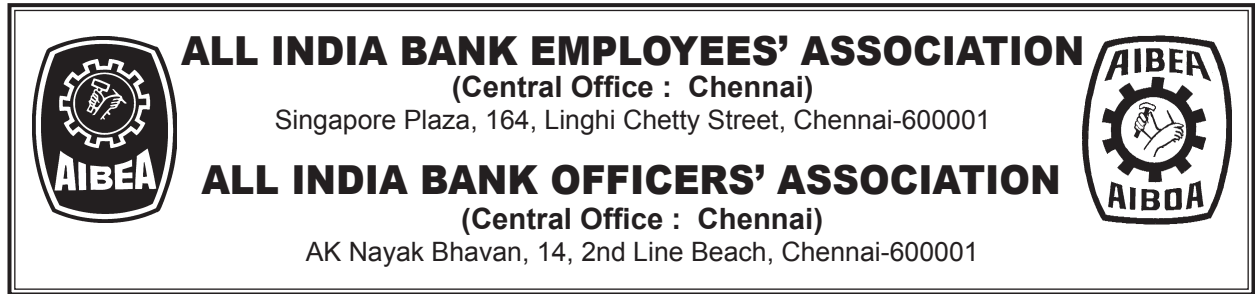 ALL INDIA BANK EMPLOYEES’ ASSOCIATION
(Central Office : Chennai)
Singapore Plaza, 164, Linghi Chetty Street, Chennai-600001
AIBEA
ALL INDIA BANK OFFICERS’ ASSOCIATION
(Central Office : Chennai)
AK Nayak Bhavan, 14, 2nd Line Beach, Chennai-600001
AIBEA
AIBOA